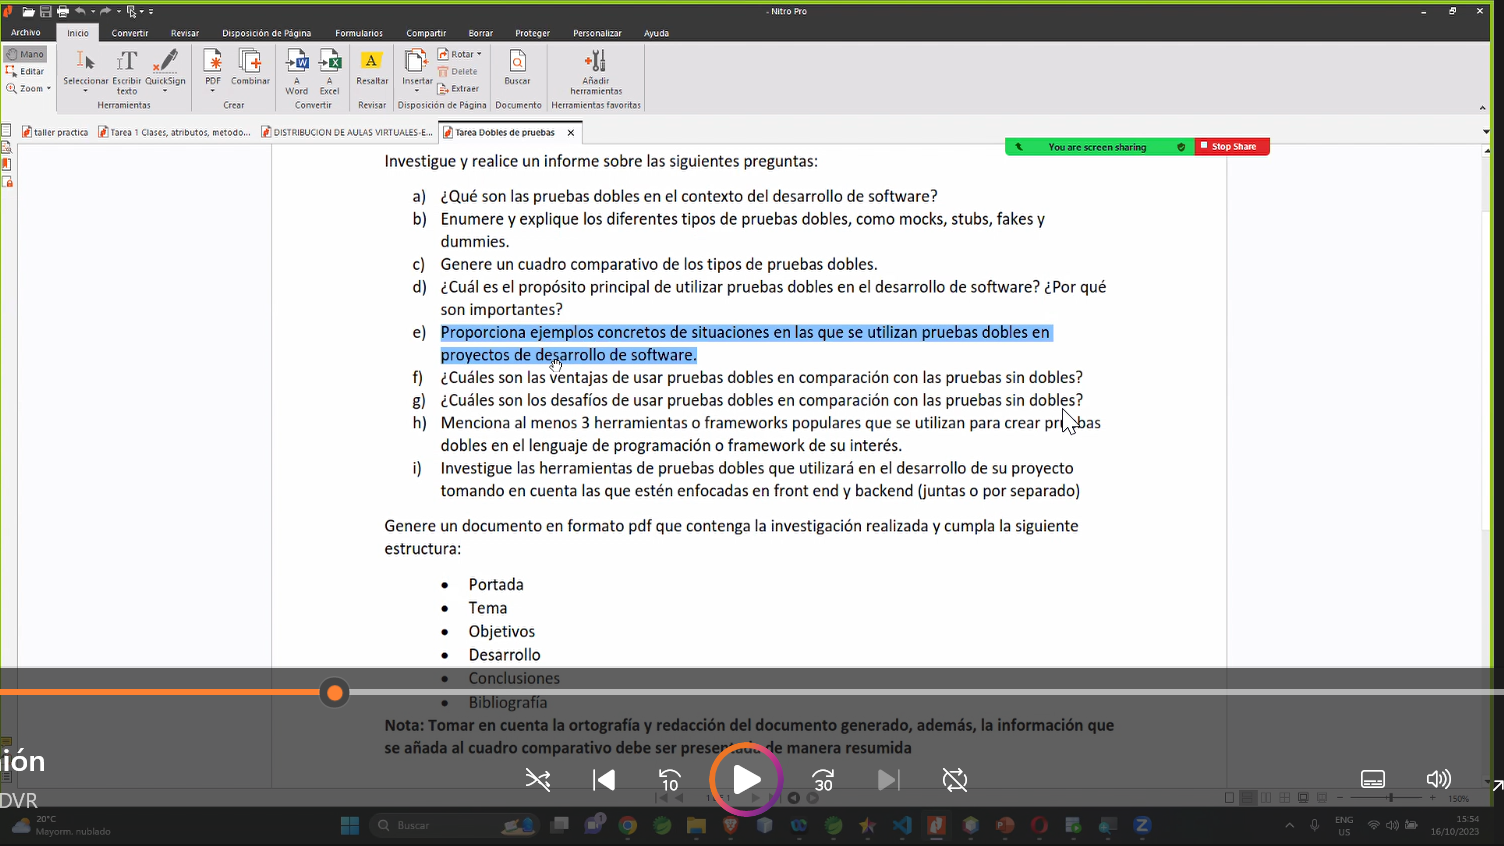 - Nitro Pro
Archivo
Inicio
Convertir
Revisar
Disposición de Página
Formularios
Compartir
Borrar
Proteger
Personalizar
Ayuda
Mano
Editar
Zoom
Seleccionar
Escribir texto
QuickSign
Herramientas
PDF
Combinar
Crear
A Word
A Excel
Convertir
Resaltar
Revisar
Insertar
Rotar
Delete
Extraer
Disposición de Página
Buscar
Documento
Añadir herramientas
Herramientas favoritas
taller practica
Tarea 1 Clases, atributos, metodo...
DISTRIBUCION DE AULAS VIRTUALES-E...
Tarea Dobles de pruebas
You are screen sharing
Stop Share
Investigue y realice un informe sobre las siguientes preguntas:
a) ¿Qué son las pruebas dobles en el contexto del desarrollo de software?
b) Enumere y explique los diferentes tipos de pruebas dobles, como mocks, stubs, fakes y
dummies.
c) Genere un cuadro comparativo de los tipos de pruebas dobles.
d) ¿Cuál es el propósito principal de utilizar pruebas dobles en el desarrollo de software? ¿Por qué
son importantes?
e) Proporciona ejemplos concretos de situaciones en las que se utilizan pruebas dobles en
proyectos de desarrollo de software.
f) ¿Cuáles son las ventajas de usar pruebas dobles en comparación con las pruebas sin dobles?
g) ¿Cuáles son los desafíos de usar pruebas dobles en comparación con las pruebas sin dobles?
h) Menciona al menos 3 herramientas o frameworks populares que se utilizan para crear pruebas
dobles en el lenguaje de programación o framework de su interés.
i) Investigue las herramientas de pruebas dobles que utilizará en el desarrollo de su proyecto
tomando en cuenta las que estén enfocadas en front end y backend (juntas o por separado)
Genere un documento en formato pdf que contenga la investigación realizada y cumpla la siguiente
estructura:
• Portada
• Tema
• Objetivos
• Desarrollo
• Conclusiones
• Bibliografía
Nota: Tomar en cuenta la ortografía y redacción del documento generado, además, la información que
se añada al cuadro comparativo debe ser presentada de manera resumida
ión
DVR
10
30
150%
20°C
Mayorm. nublado
Buscar
ENG
US
15:54
16/10/2023